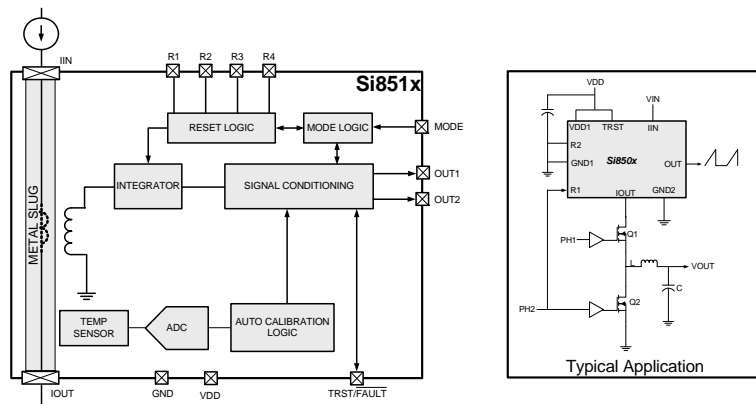 IIN
R1 R2 R3 R4
Si851x
RESET LOGIC
MODE LOGIC
MODE
INTEGRATOR
SIGNAL CONDITIONING
OUT1
OUT2
METAL SLUG
TEMP SENSOR
ADC
AUTO CALIBRATION LOGIC
IOUT
GND
VDD
TRST/FAULT
VDD
VIN
VDD1
TRST
IIN
R2
GND1
Si850x
OUT
R1
IOUT
GND2
PH1
Q1
L
VOUT
C
PH2
Q2
Typical Application